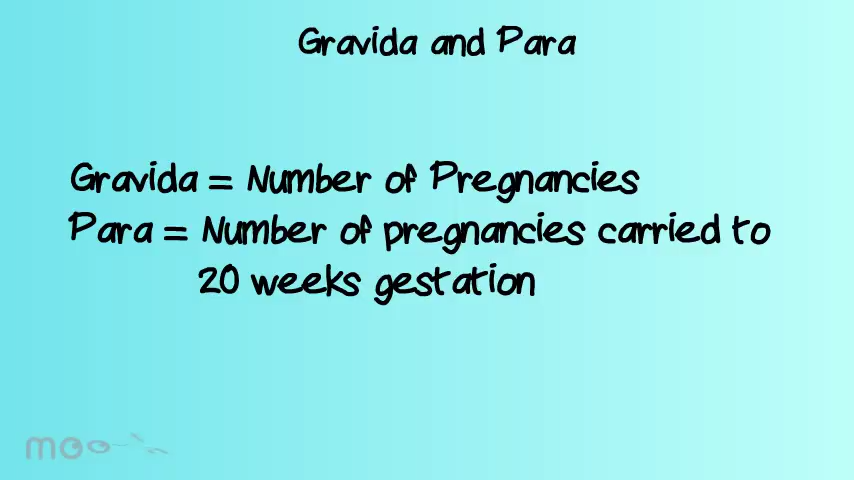 Gravida and Para
Gravida = Number of Pregnancies
Para = Number of pregnancies carried to
20 weeks gestation